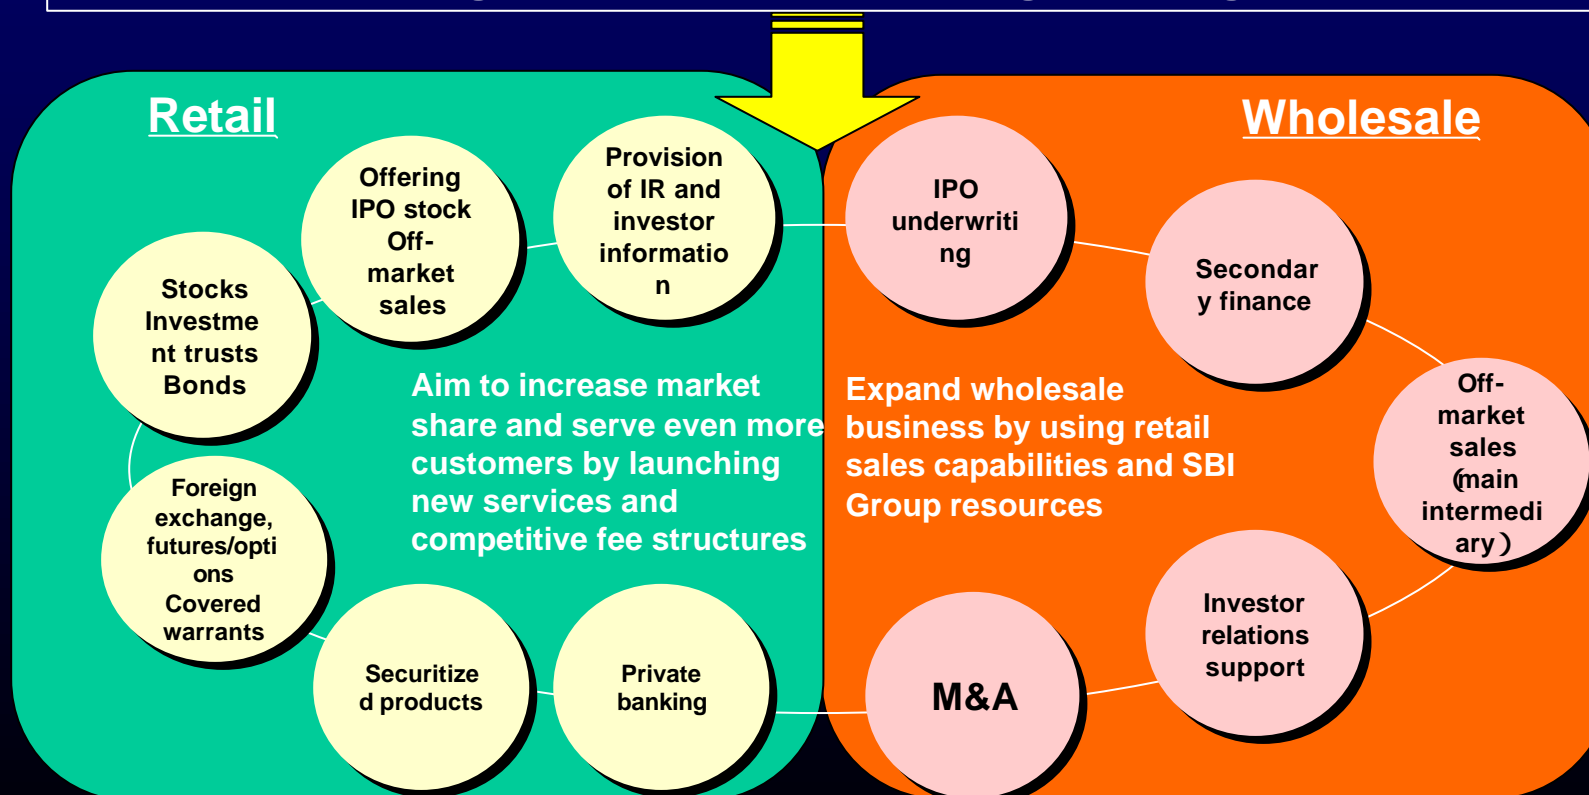 Retail
Wholesale
Offering
IPO stock
Off-
market
sales
Provision
of IR and
investor
informatio
n
IPO
underwriti
ng
Secondar
y finance
Stocks
Investme
nt trusts
Bonds
Aim to increase market
share and serve even more
customers by launching
new services and
competitive fee structures
Expand wholesale
business by using retail
sales capabilities and SBI
Group resources
Off-
market
sales
(main
intermedi
ary)
Foreign
exchange,
futures/opti
ons
Covered
warrants
Securitize
d products
Private
banking
M&A
Investor
relations
support